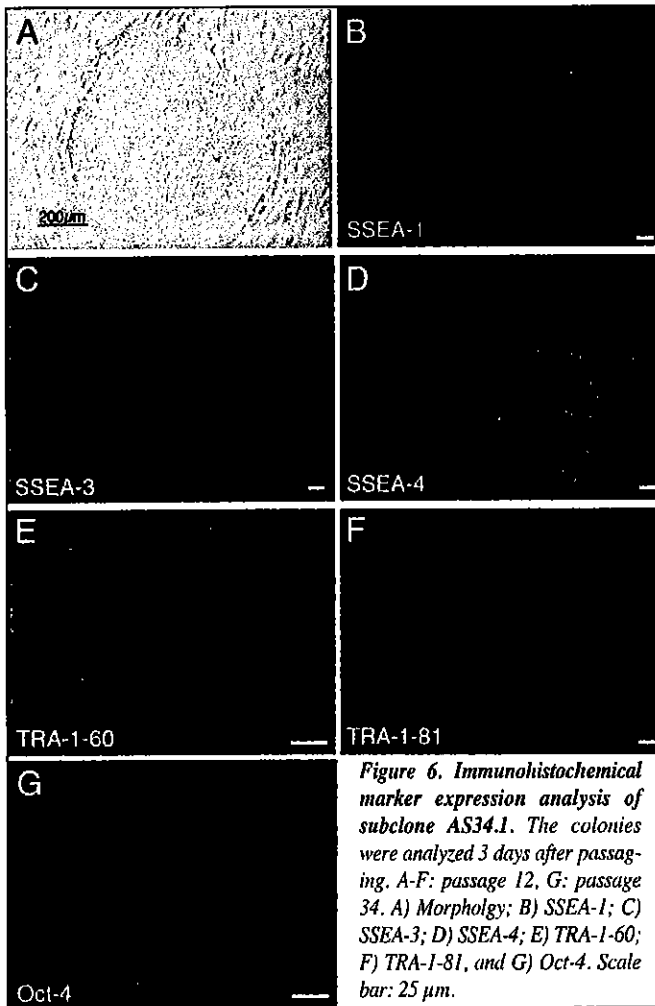 A
200µm
B
SSEA-1
C
SSEA-3
D
SSEA-4
E
TRA-1-60
F
TRA-1-81
G
Oct-4
Figure 6. Immunohistochemical
marker expression analysis of
subclone AS34.1. The colonies
were analyzed 3 days after passag-
ing. A-F: passage 12, G: passage
34. A) Morpholgy; B) SSEA-1; C)
SSEA-3; D) SSEA-4; E) TRA-1-60;
F) TRA-1-81, and G) Oct-4. Scale
bar: 25 µm.